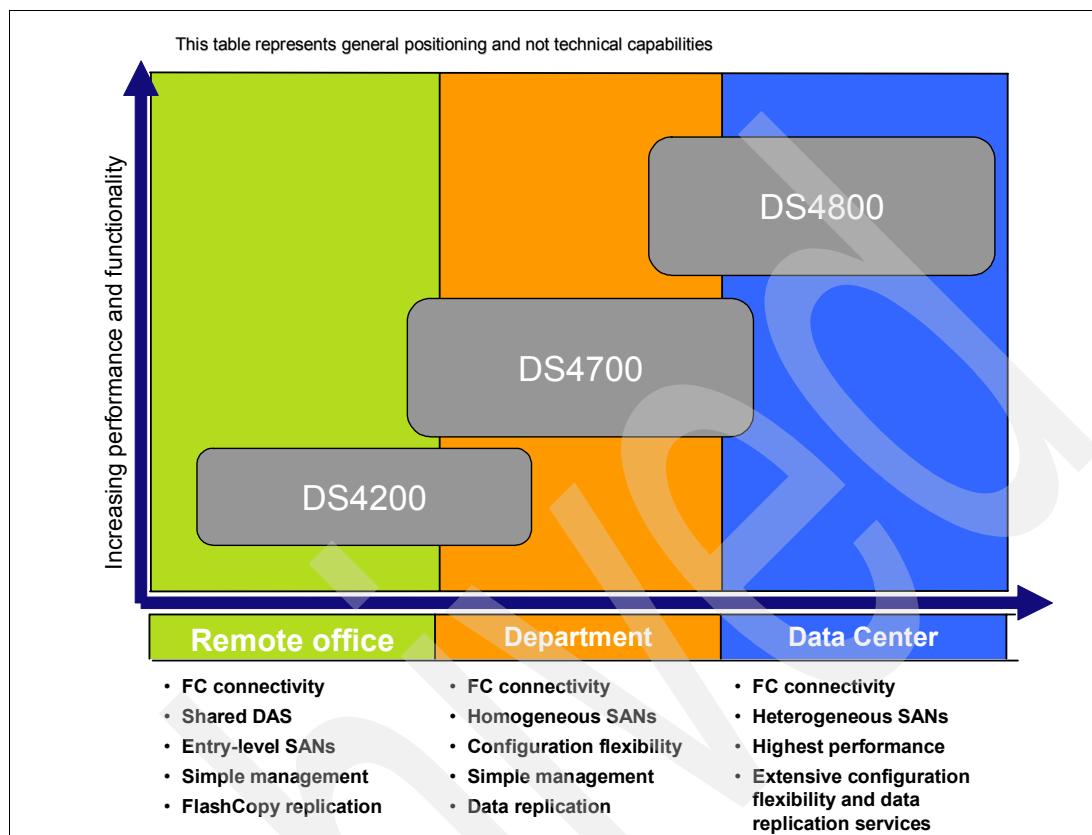 This table represents general positioning and not technical capabilities
Increasing performance and functionality
DS4800
DS4700
DS4200
Remote office
Department
Data Center
• FC connectivity
• Shared DAS
• Entry-level SANs
• Simple management
• FlashCopy replication
• FC connectivity
• Homogeneous SANs
• Configuration flexibility
• Simple management
• Data replication
• FC connectivity
• Heterogeneous SANs
• Highest performance
• Extensive configuration
flexibility and data
replication services